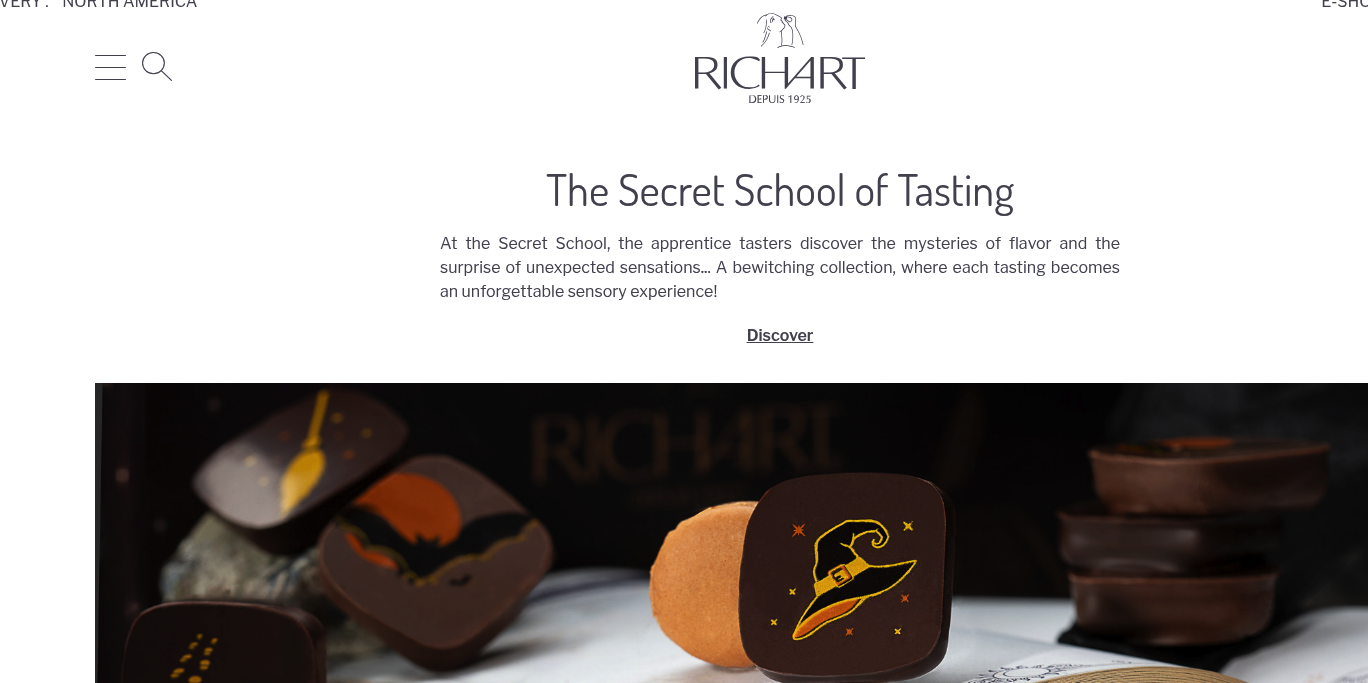 VERY : NORTH AMERICA
E-SHO
RICHART
DEPUIS 1925
The Secret School of Tasting
At the Secret School, the apprentice tasters discover the mysteries of flavor and the
surprise of unexpected sensations... A bewitching collection, where each tasting becomes
an unforgettable sensory experience!
Discover
RICHART